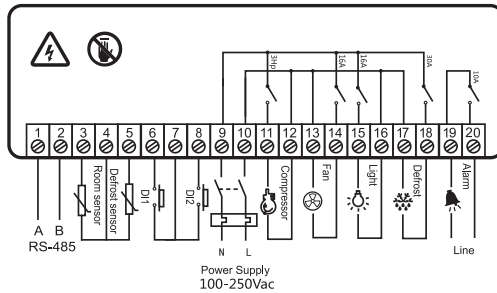 3Hp 16A 16A 30A 10A
1 2 3 4 5 6 7 8 9 10 11 12 13 14 15 16 17 18 19 20
Room sensor
Defrost sensor
DI1
DI2
Compressor
Fan
Light
Defrost
Alarm
A B
RS-485
N L
Line
Power Supply
100-250Vac